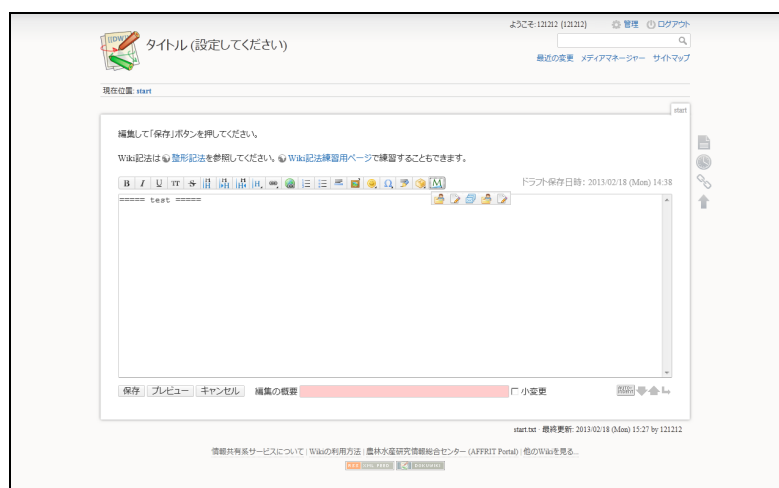 ようこそ:121212 (121212) 管理 ログアウト
[[DW]]
タイトル (設定してください)
最近の変更 メディアマネージャー サイトマップ
現在位置: start
start
編集して「保存」ボタンを押してください。
Wiki記法は 整形記法を参照してください。 Wiki記法練習用ページで練習することもできます。
B I U TT S H H H H Ω M ドラフト保存日時: 2013/02/18 (Mon) 14:38
===== test =====
保存 プレビュー キャンセル 編集の概要 小変更
start.txt · 最終更新: 2013/02/18 (Mon) 15:27 by 121212
情報共有系サービスについて | Wikiの利用方法 | 農林水産研究情報総合センター (AFFRIT Portal) | 他のWikiを見る...
RSS XML FEED DOKUWIKI